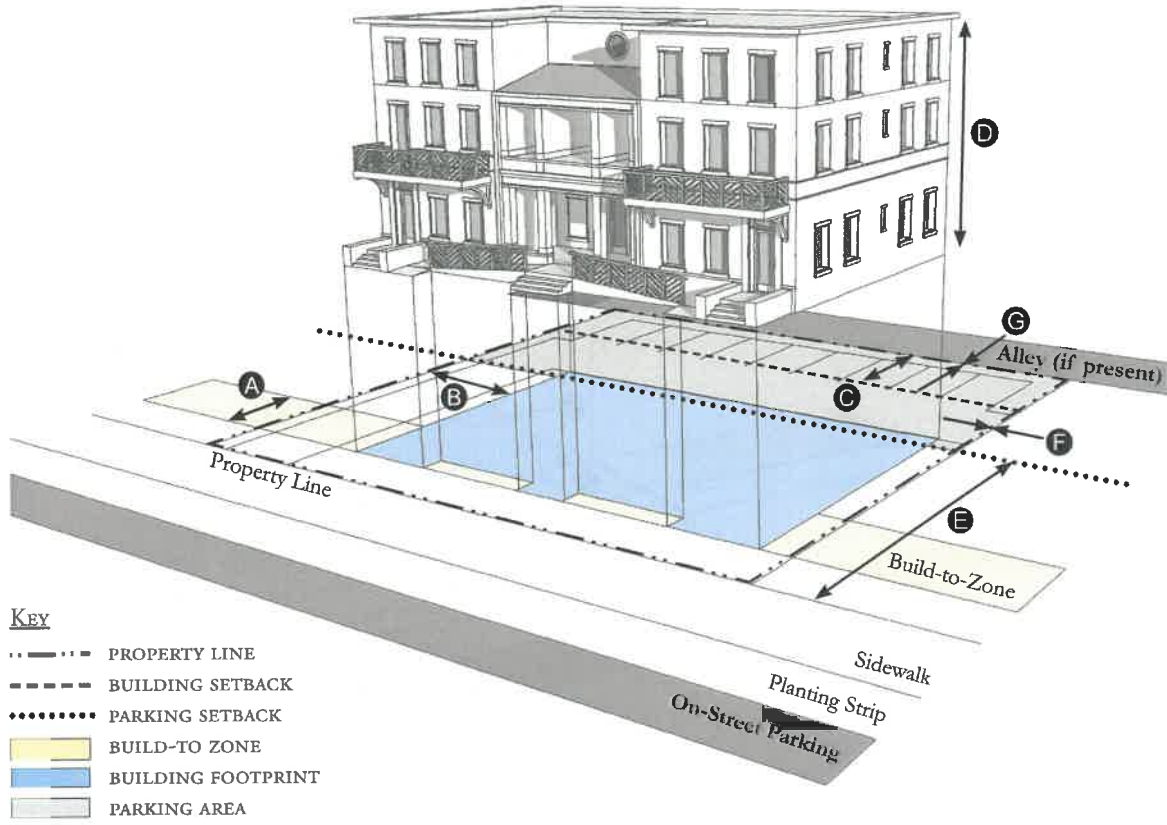 D
G
Alley (if present)
A
B
C
F
Property Line
E
Build-to-Zone
KEY
PROPERTY LINE
BUILDING SETBACK
PARKING SETBACK
BUILD-TO ZONE
BUILDING FOOTPRINT
PARKING AREA
Sidewalk
Planting Strip
On-Street Parking